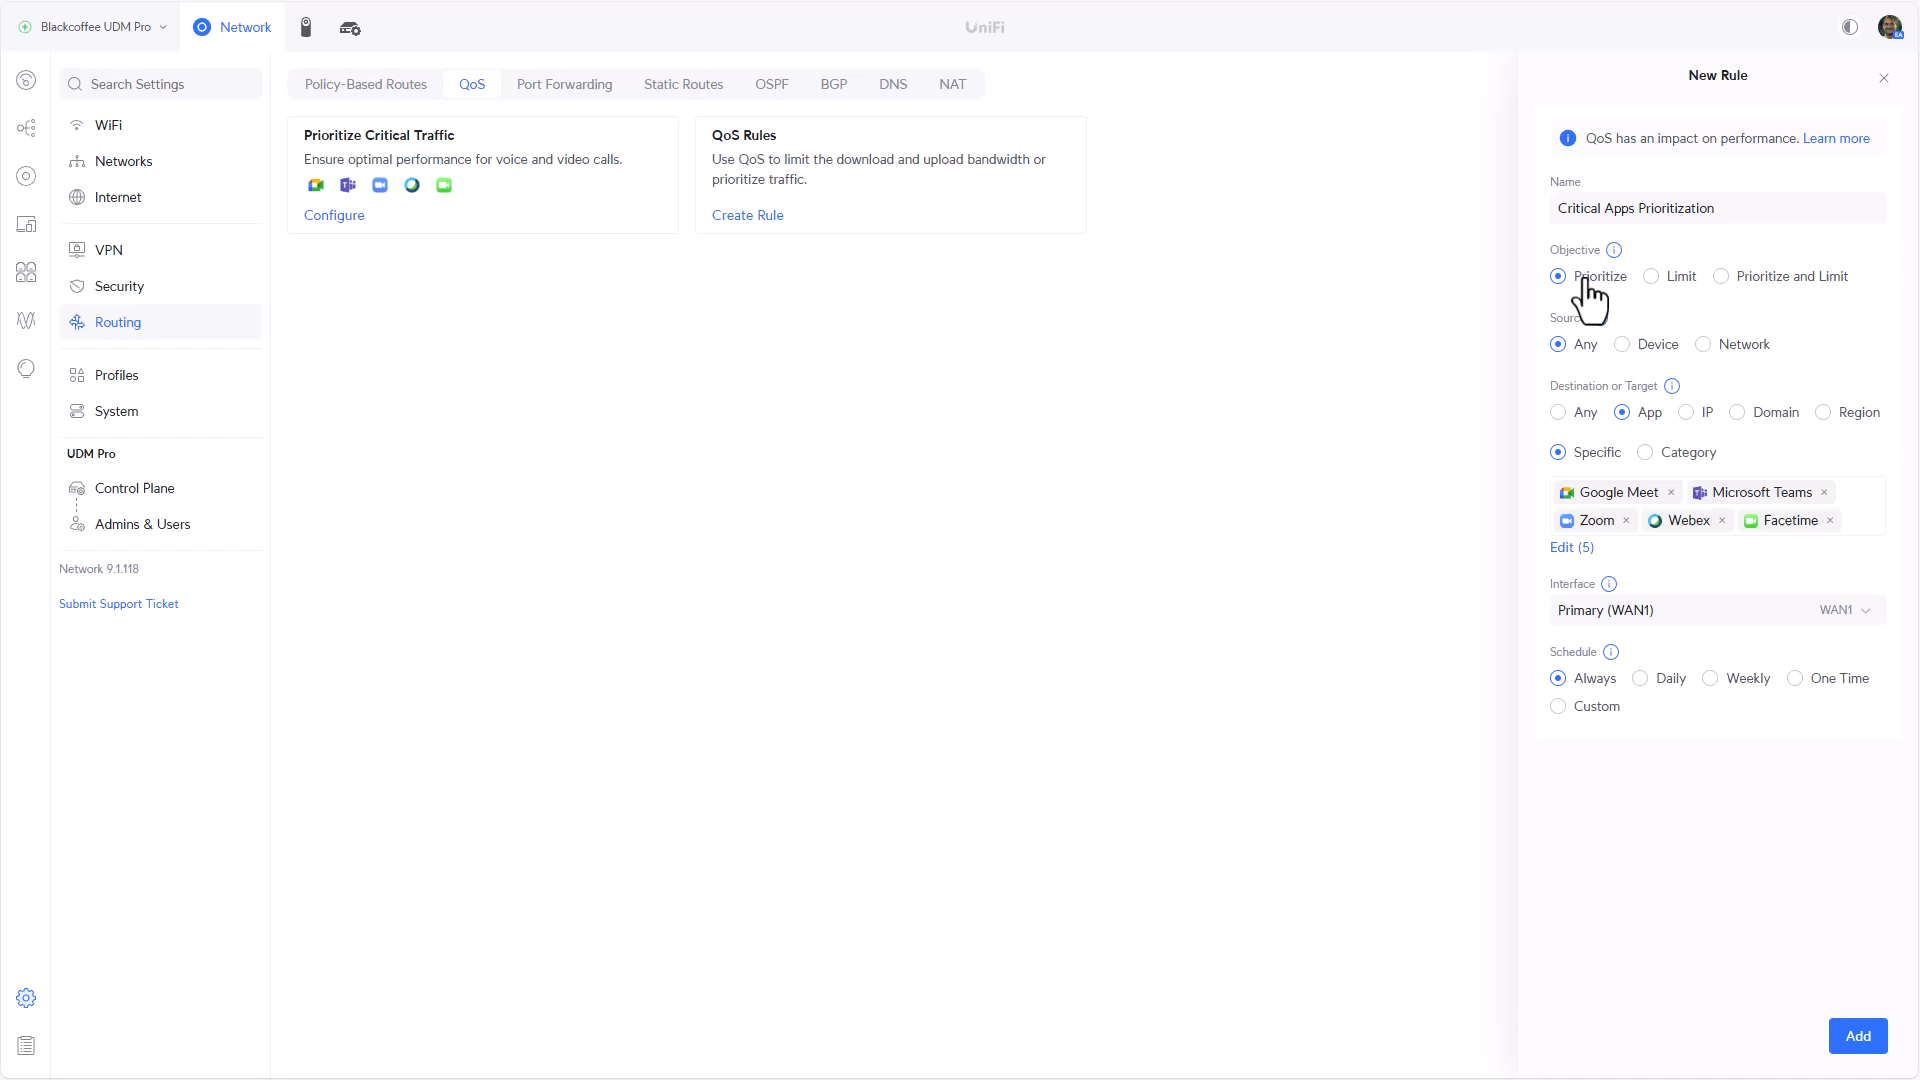 Blackcoffee UDM Pro
Network
UniFi
EA
Search Settings
WiFi
Networks
Internet
VPN
Security
Routing
Profiles
System
UDM Pro
Control Plane
Admins & Users
Network 9.1.118
Submit Support Ticket
Policy-Based Routes QoS Port Forwarding Static Routes OSPF BGP DNS NAT
Prioritize Critical Traffic
Ensure optimal performance for voice and video calls.
Configure
QoS Rules
Use QoS to limit the download and upload bandwidth or
prioritize traffic.
Create Rule
New Rule
QoS has an impact on performance. Learn more
Name
Critical Apps Prioritization
Objective
Prioritize Limit Prioritize and Limit
Any Device Network
Destination or Target
Any App IP Domain Region
Specific Category
Google Meet Microsoft Teams
Zoom Webex Facetime
Edit (5)
Interface
Primary (WAN1) WAN1
Schedule
Always Daily Weekly One Time
Custom
Add